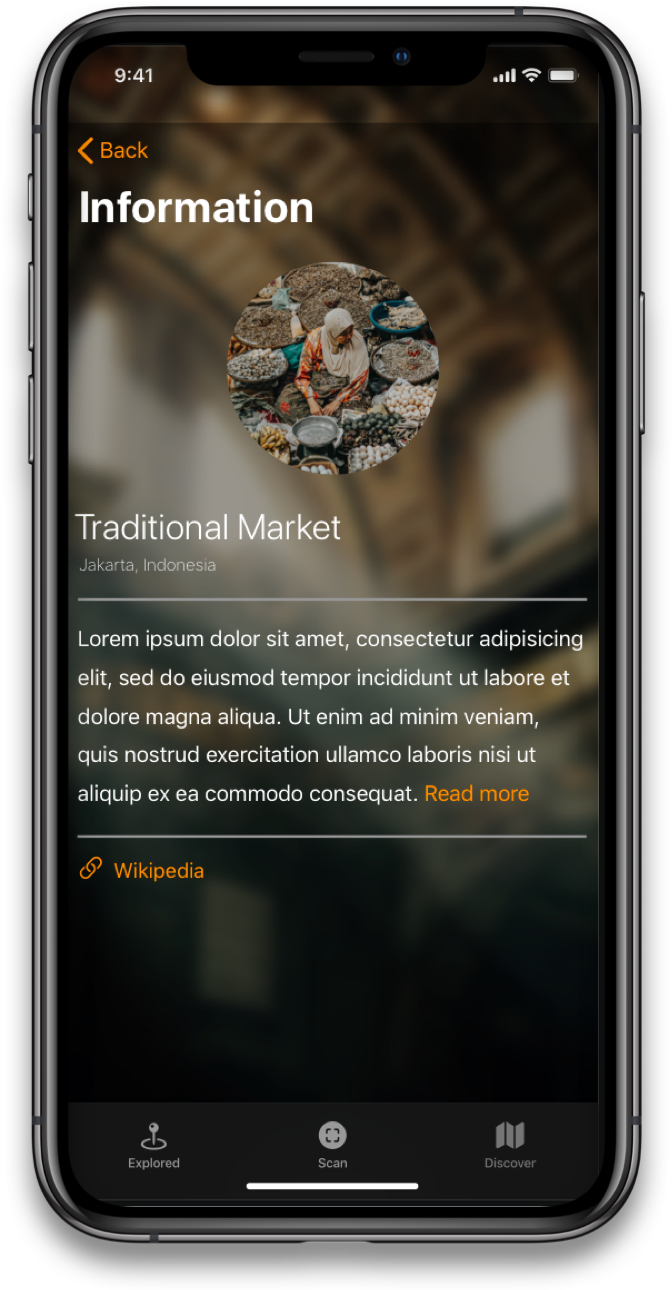 9:41
Back
Information
Traditional Market
Jakarta, Indonesia
Lorem ipsum dolor sit amet, consectetur adipisicing
elit, sed do eiusmod tempor incididunt ut labore et
dolore magna aliqua. Ut enim ad minim veniam,
quis nostrud exercitation ullamco laboris nisi ut
aliquip ex ea commodo consequat. Read more
Wikipedia
Explored Scan Discover